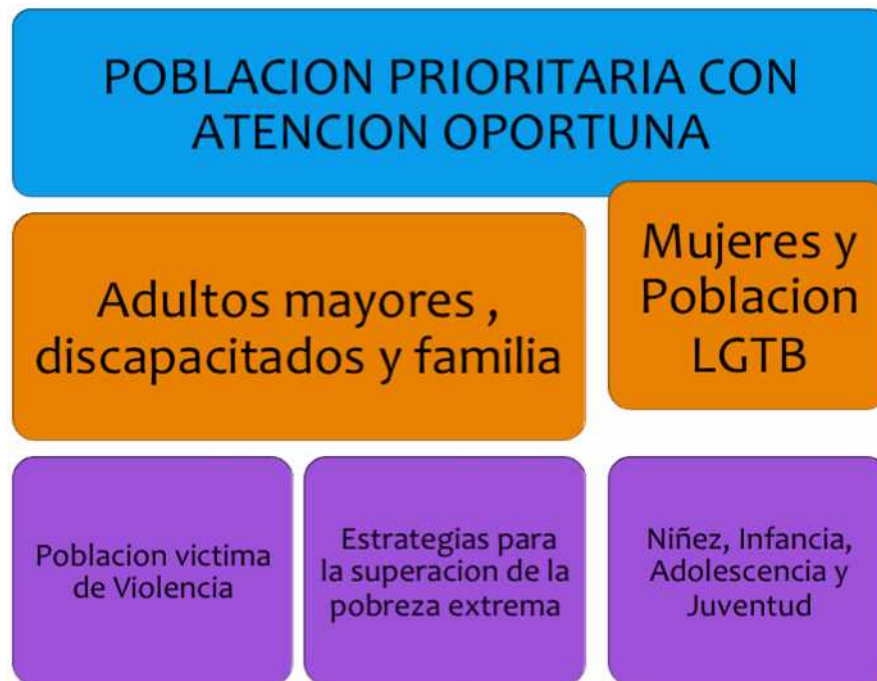 POBLACION PRIORITARIA CON
ATENCION OPORTUNA
Adultos mayores ,
discapacitados y familia
Mujeres y
Poblacion
LGTB
Poblacion victima
de Violencia
Estrategias para
la superacion de la
pobreza extrema
Niñez, Infancia,
Adolescencia y
Juventud